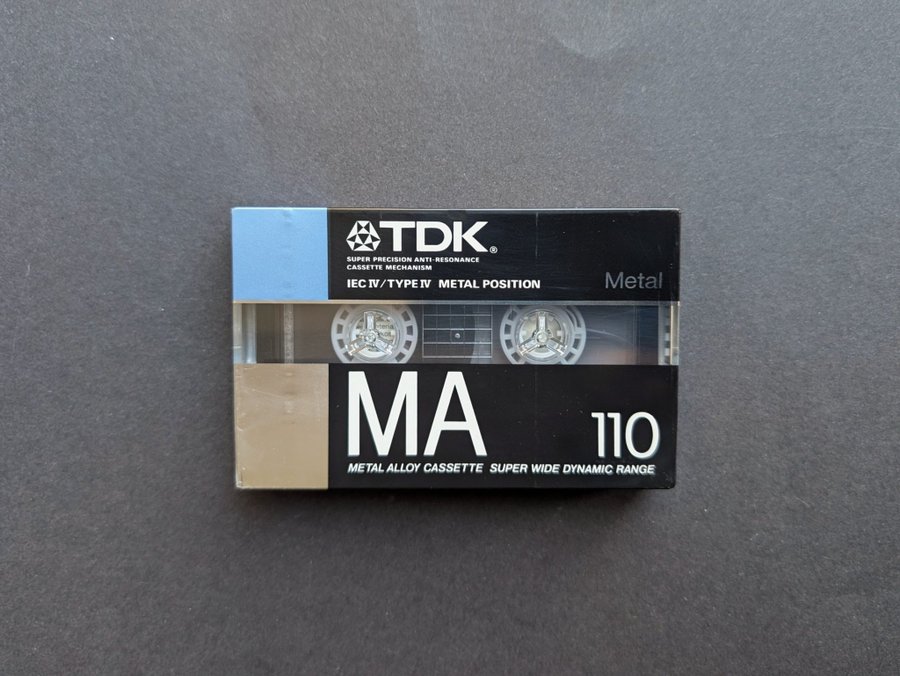 TDK®
SUPER PRECISION ANTI-RESONANCE
CASSETTE MECHANISM
IEC IV/TYPE IV METAL POSITION
Metal
MA
110
METAL ALLOY CASSETTE SUPER WIDE DYNAMIC RANGE